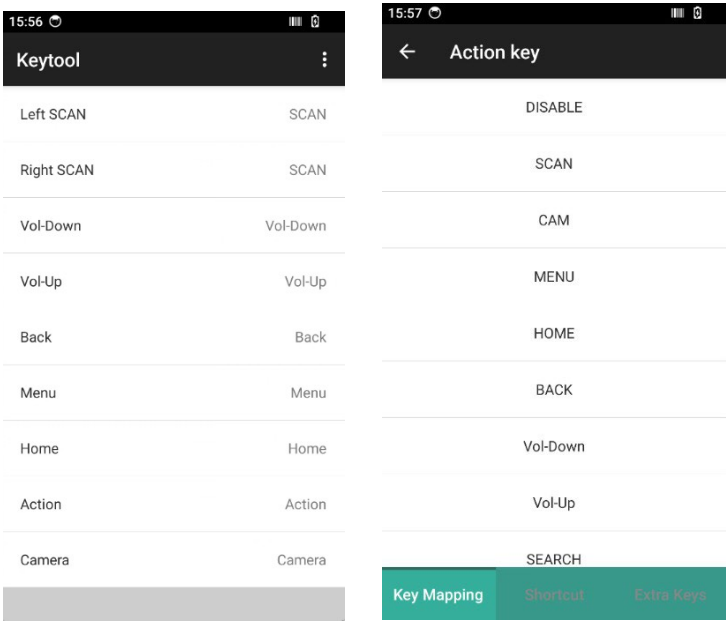 15:56
Keytool
Left SCAN SCAN
Right SCAN SCAN
Vol-Down Vol-Down
Vol-Up Vol-Up
Back Back
Menu Menu
Home Home
Action Action
Camera Camera
15:57
Action key
DISABLE
SCAN
CAM
MENU
HOME
BACK
Vol-Down
Vol-Up
SEARCH
Key Mapping Shortcut Extra Keys